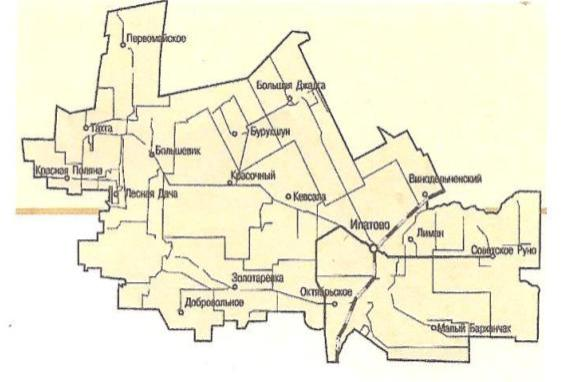 Первомайское
Большая Джалга
Тахта
Бурукшун
Большевик
Красная Поляна
Красочный
Винодельненский
Лесная Дача
Кевсала
Ипатово
Лиман
Советское Руно
Золотаревка
Октябрьское
Добровольное
Малый Барханчак